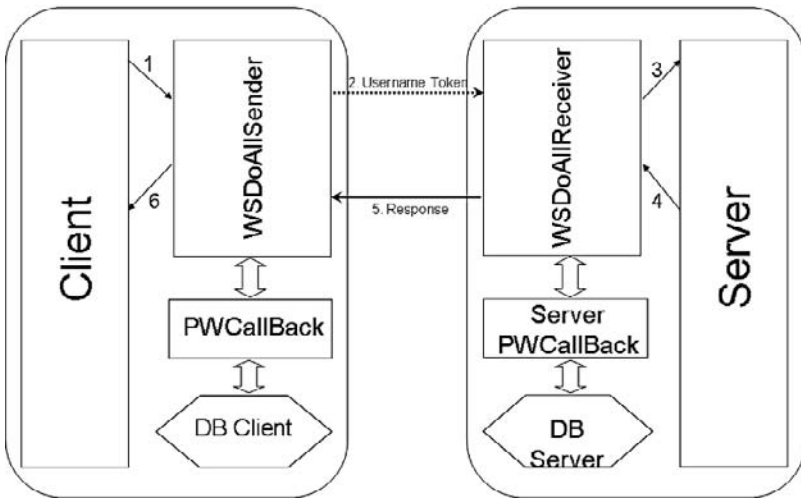 Client
1
6
WSDoAllSender
PWCallBack
DB Client
2. Username Token
5. Response
WSDoAllReceiver
Server
PWCallBack
DB
Server
3
4
Server